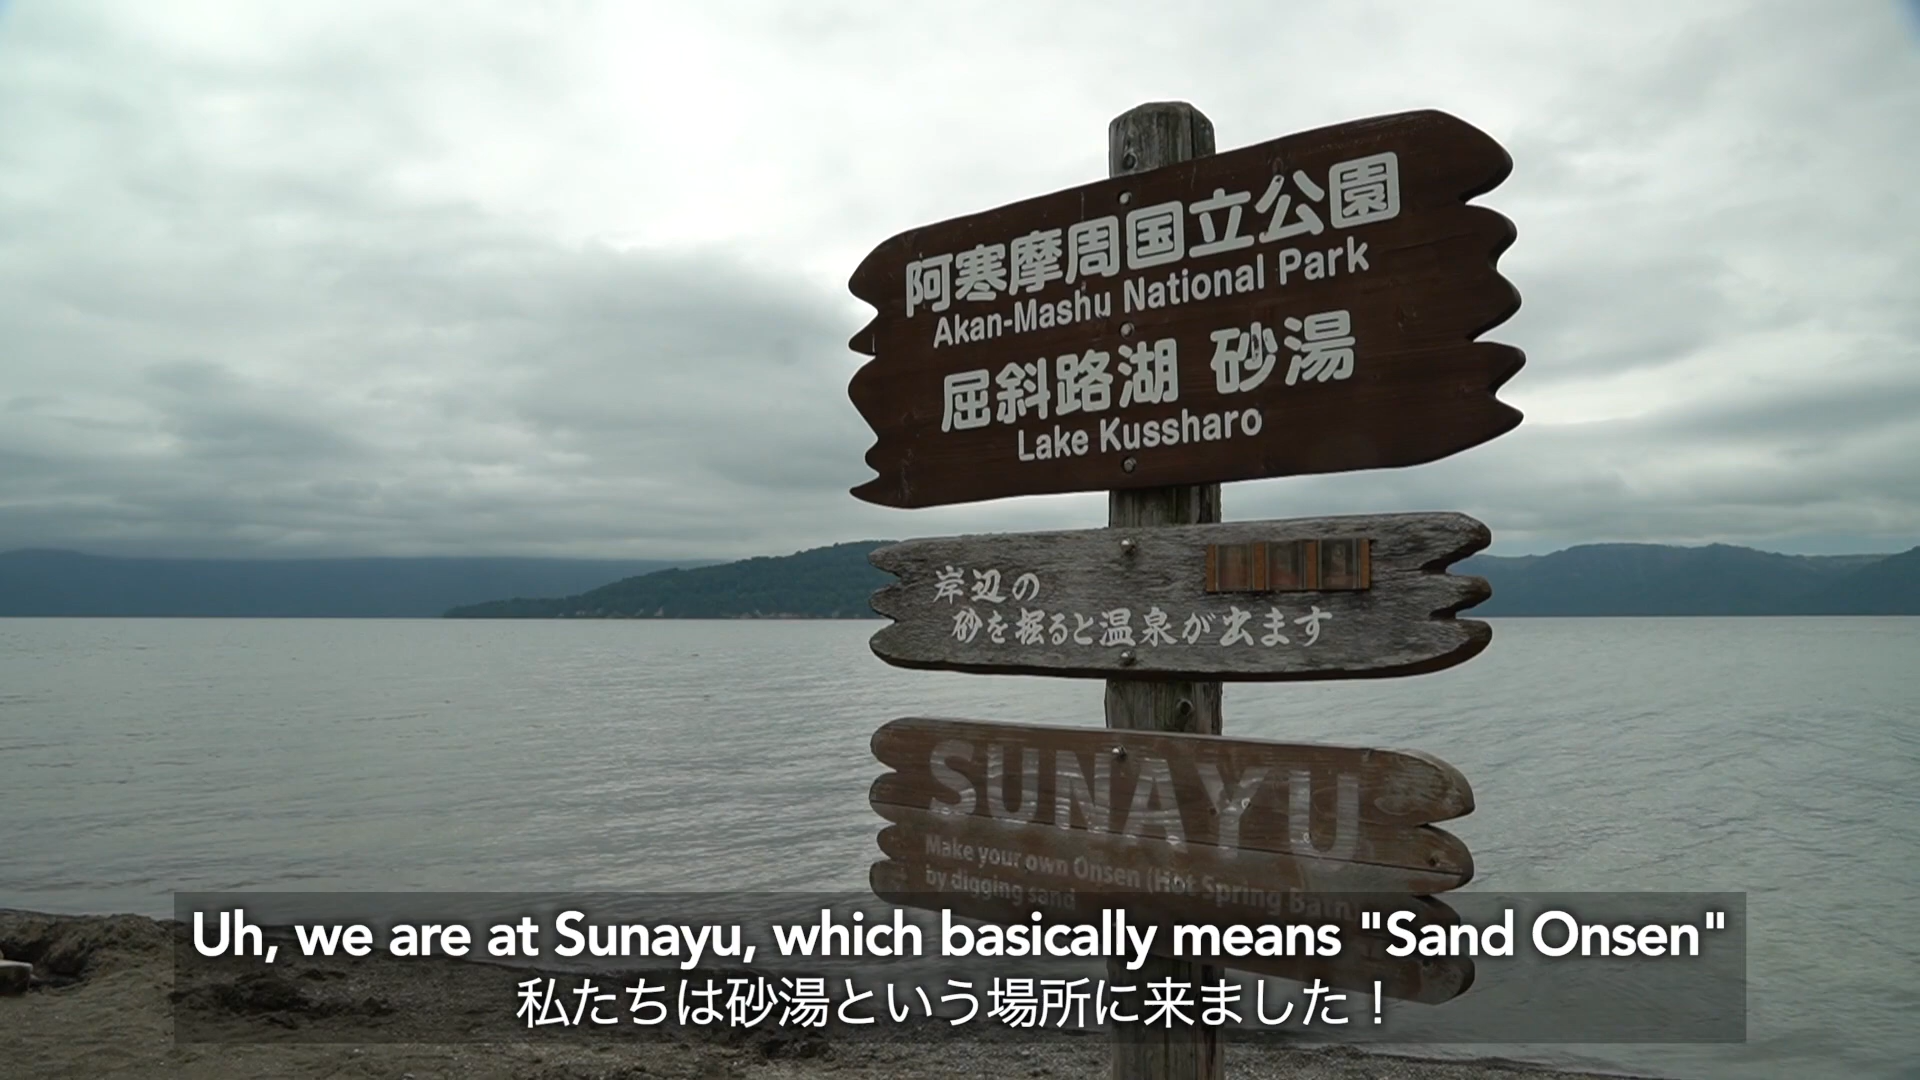 阿寒摩周国立公園
Akan-Mashu National Park
屈斜路湖 砂湯
Lake Kussharo
岸辺の
砂を掘ると温泉が出ます
SUNAYU
Make your own Onsen (Hot Spring Bath)
by digging sand
Uh, we are at Sunayu, which basically means "Sand Onsen"
私たちは砂湯という場所に来ました！